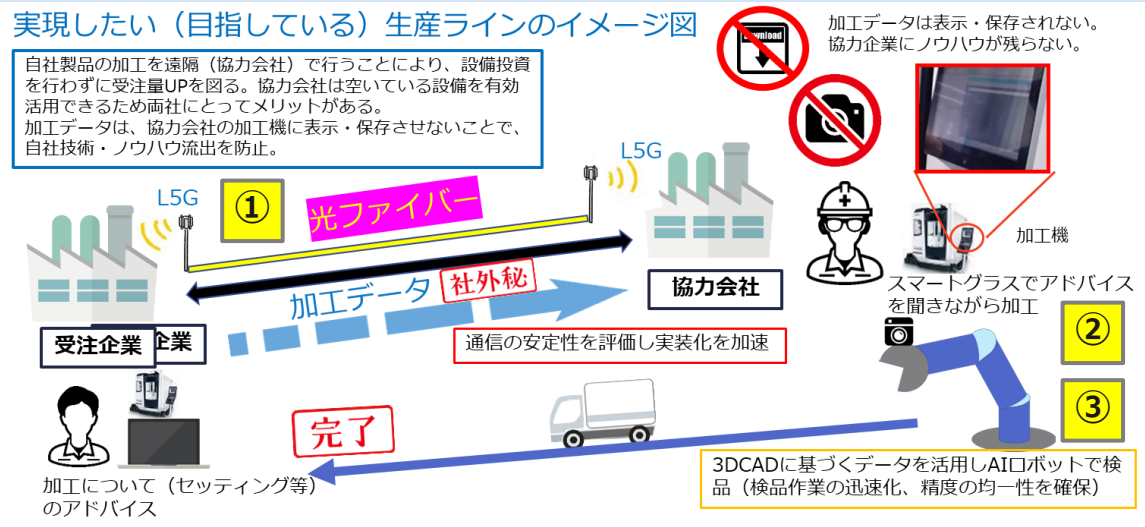 実現したい（目指している）生産ラインのイメージ図
自社製品の加工を遠隔（協力会社）で行うことにより、設備投資
を行わずに受注量UPを図る。協力会社は空いている設備を有効
活用できるため両社にとってメリットがある。
加工データは、協力会社の加工機に表示・保存させないことで、
自社技術・ノウハウ流出を防止。
Download
加工データは表示・保存されない。
協力企業にノウハウが残らない。
L5G
①
光ファイバー
L5G
加工データ
社外秘
協力会社
受注企業
企業
通信の安定性を評価し実装化を加速
加工機
スマートグラスでアドバイス
を聞きながら加工
②
③
完了
加工について（セッティング等）
のアドバイス
3DCADに基づくデータを活用しAIロボットで検
品（検品作業の迅速化、精度の均一性を確保）